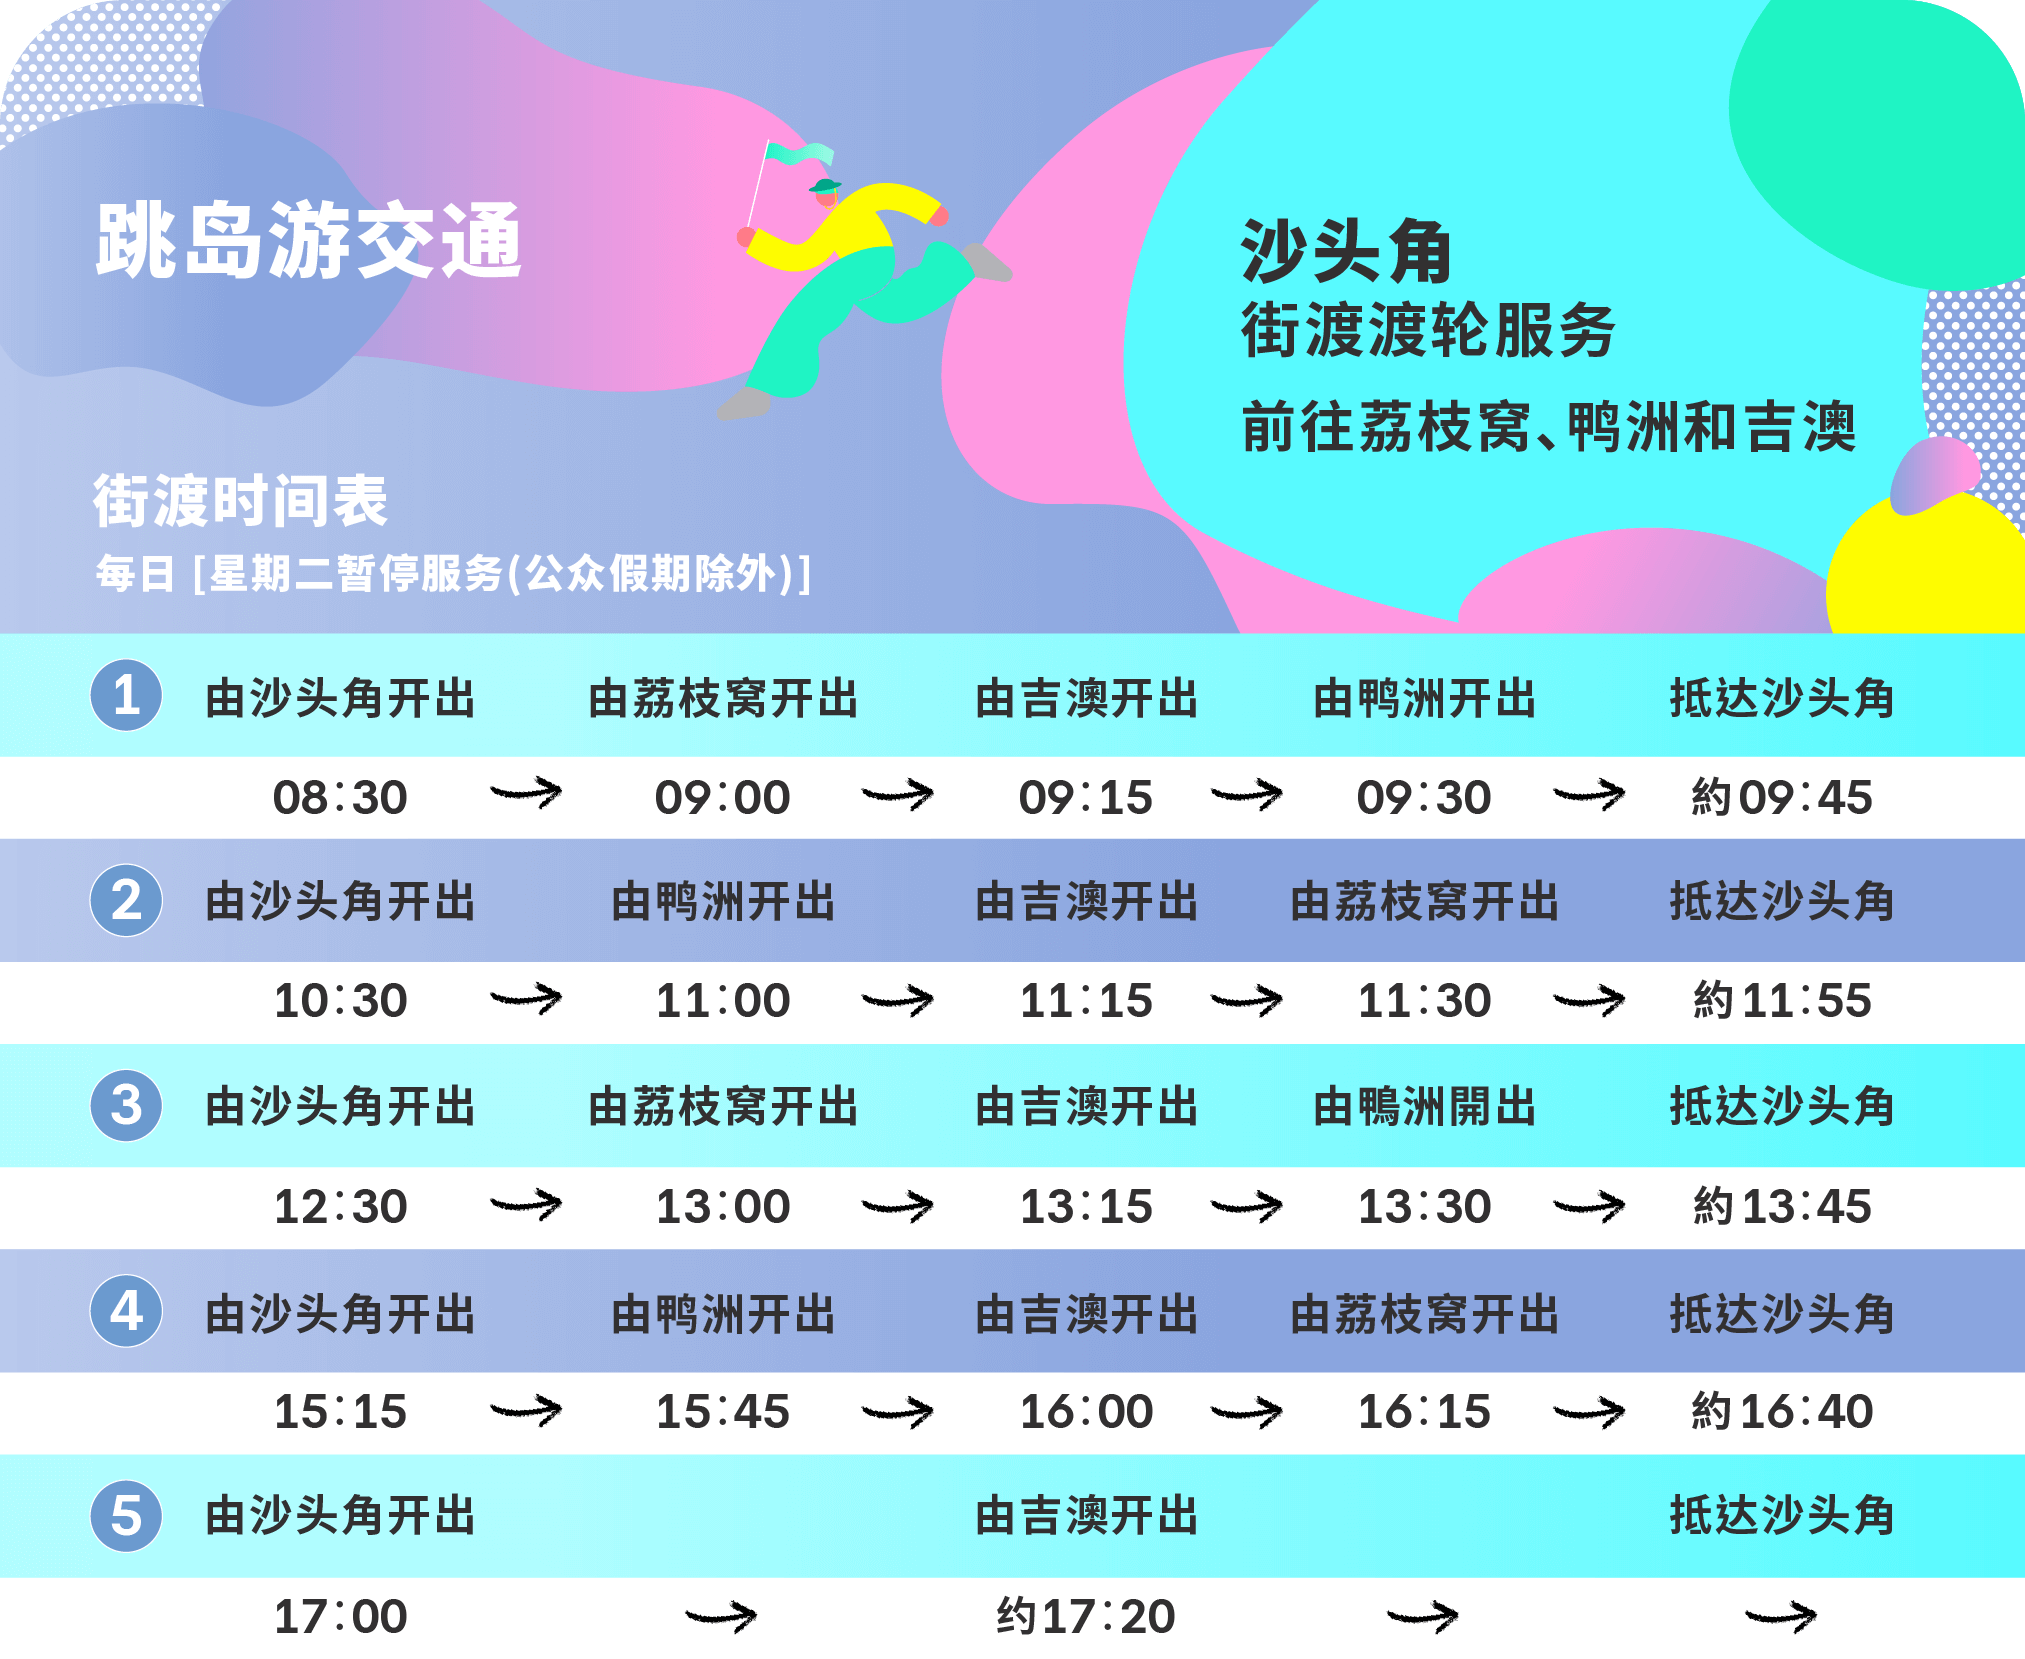 跳岛游交通
沙头角
街渡渡轮服务
前往荔枝窝、鸭洲和吉澳
街渡时间表
每日 [星期二暂停服务(公众假期除外)]
1 由沙头角开出 由荔枝窝开出 由吉澳开出 由鸭洲开出 抵达沙头角
08:30 09:00 09:15 09:30 約09:45
2 由沙头角开出 由鸭洲开出 由吉澳开出 由荔枝窝开出 抵达沙头角
10:30 11:00 11:15 11:30 約11:55
3 由沙头角开出 由荔枝窝开出 由吉澳开出 由鴨洲開出 抵达沙头角
12:30 13:00 13:15 13:30 約13:45
4 由沙头角开出 由鸭洲开出 由吉澳开出 由荔枝窝开出 抵达沙头角
15:15 15:45 16:00 16:15 約16:40
5 由沙头角开出 由吉澳开出 抵达沙头角
17:00 约17:20